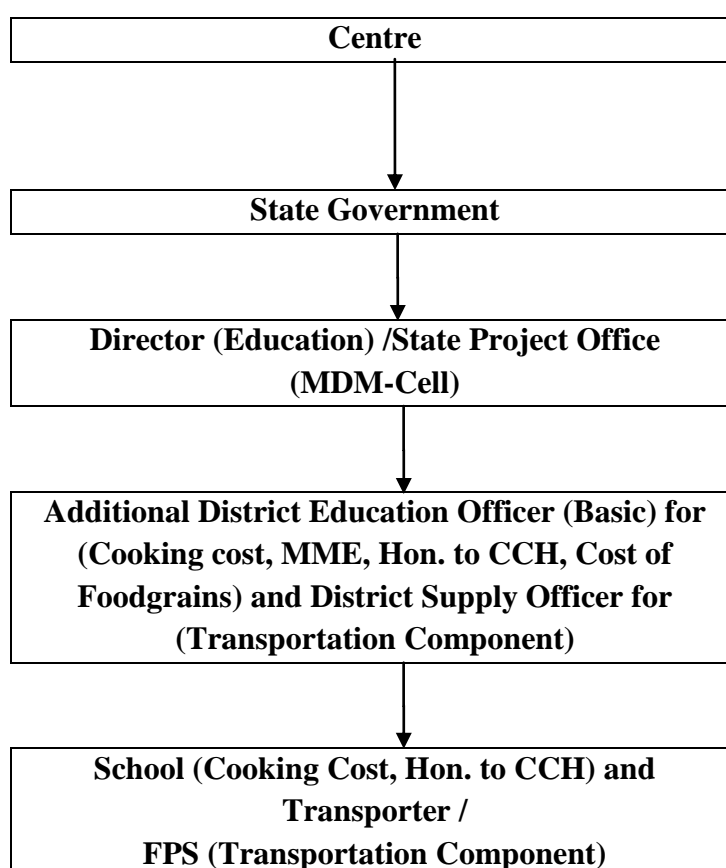 Centre
State Government
Director (Education) /State Project Office
(MDM-Cell)
Additional District Education Officer (Basic) for
(Cooking cost, MME, Hon. to CCH, Cost of
Foodgrains) and District Supply Officer for
(Transportation Component)
School (Cooking Cost, Hon. to CCH) and
Transporter /
FPS (Transportation Component)